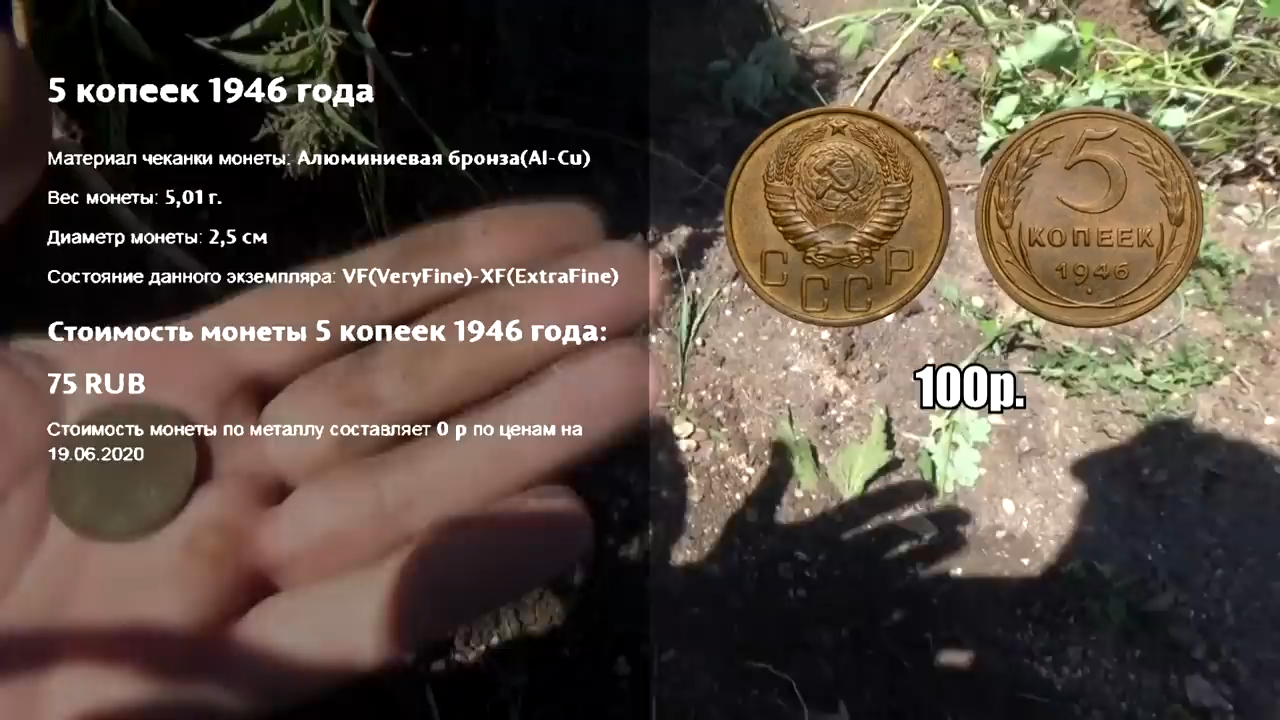 5 копеек 1946 года
Материал чеканки монеты: Алюминиевая бронза(Al-Cu)
Вес монеты: 5,01 г.
Диаметр монеты: 2,5 см
Состояние данного экземпляра: VF(VeryFine)-XF(ExtraFine)
Стоимость монеты 5 копеек 1946 года:
75 RUB
Стоимость монеты по металлу составляет 0 р по ценам на
19.06.2020
С С С Р
5
КОПЕЕК
1946
100р.